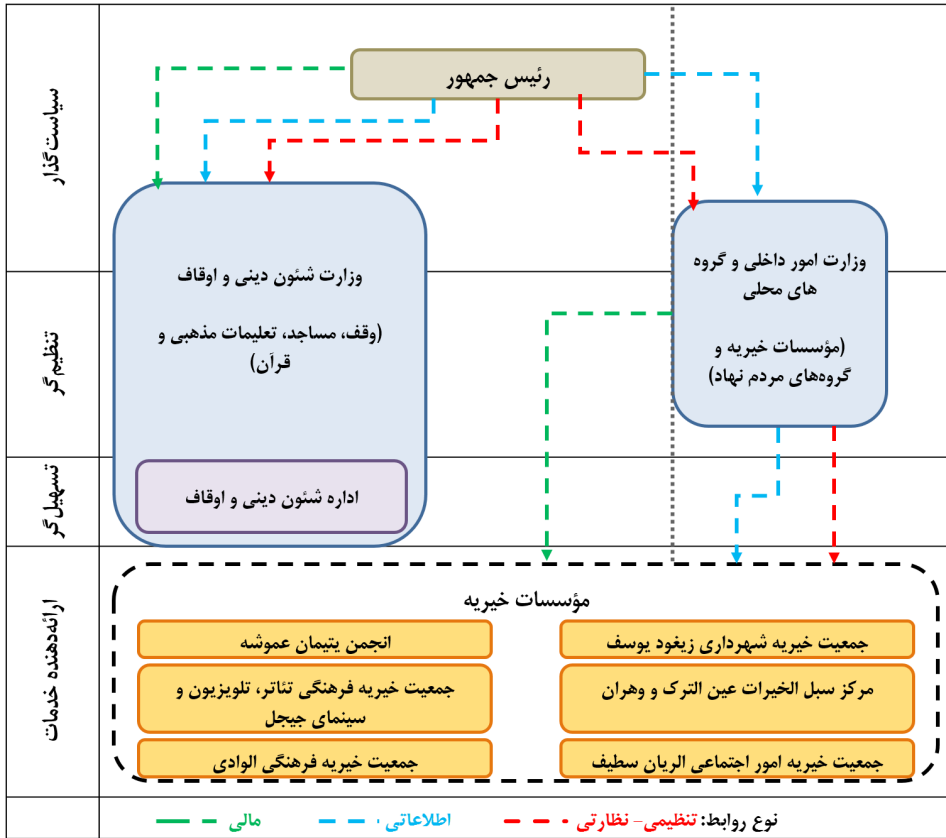 سیاست‌گذار
رئیس جمهور
وزارت امور داخلی و گروه
های محلی
(مؤسسات خیریه و
گروه‌های مردم نهاد)
وزارت شئون دینی و اوقاف
(وقف، مساجد، تعلیمات مذهبی و
قرآن)
تنظیم‌گر
تسهیل‌گر
اداره شئون دینی و اوقاف
ارائه‌دهنده خدمات
مؤسسات خیریه
جمعیت خیریه شهرداری زیغود یوسف
انجمن یتیمان عموشه
مرکز سبل الخیرات عین الترک و وهران
جمعیت خیریه فرهنگی تئاتر، تلویزیون و
سینمای جیجل
جمعیت خیریه امور اجتماعی الریان سطیف
جمعیت خیریه فرهنگی الوادی
نوع روابط: تنظیمی- نظارتی اطلاعاتی مالی